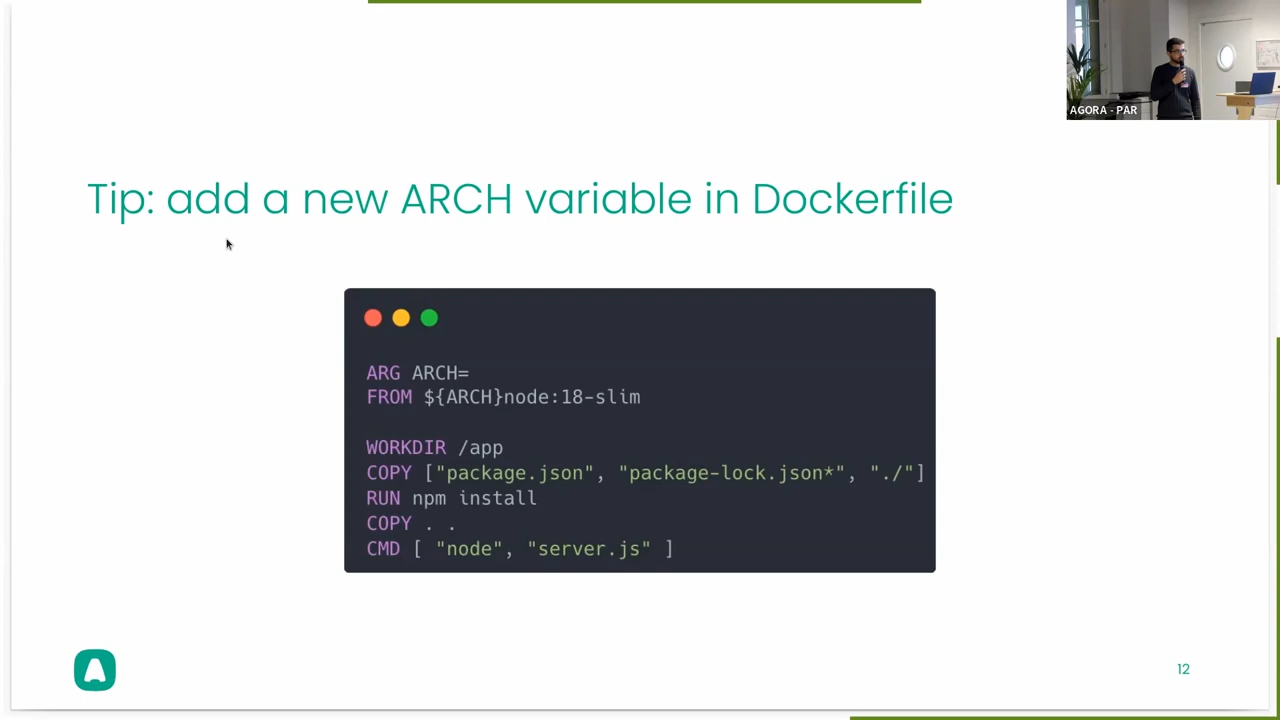 AGORA - PAR
Tip: add a new ARCH variable in Dockerfile
ARG ARCH=
FROM ${ARCH}node:18-slim
WORKDIR /app
COPY ["package.json", "package-lock.json*", "./"]
RUN npm install
COPY . .
CMD [ "node", "server.js" ]
12